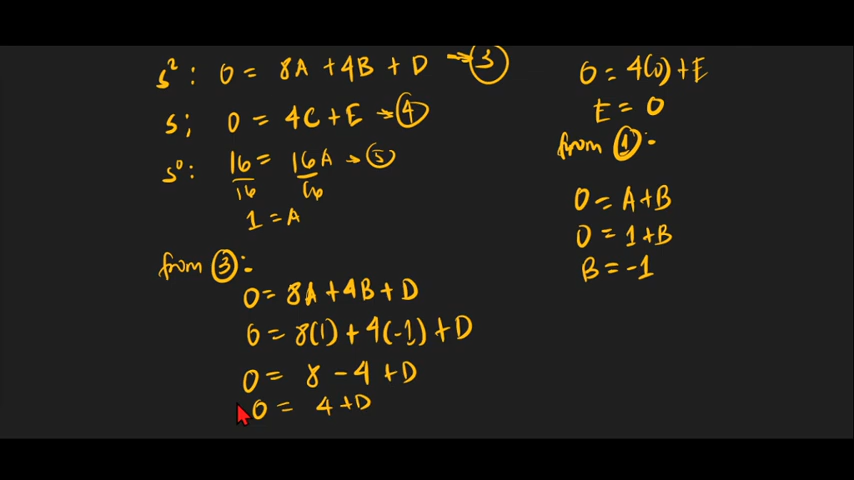 s²: 0 = 8A + 4B + D → ③
s; 0 = 4C + E → ④
s⁰: 16 = 16A → ⑤
16 16
1 = A
from ③:
0 = 8A + 4B + D
0 = 8(1) + 4(-1) + D
0 = 8 - 4 + D
0 = 4 + D
0 = 4(0) + E
E = 0
from ①:
0 = A + B
0 = 1 + B
B = -1